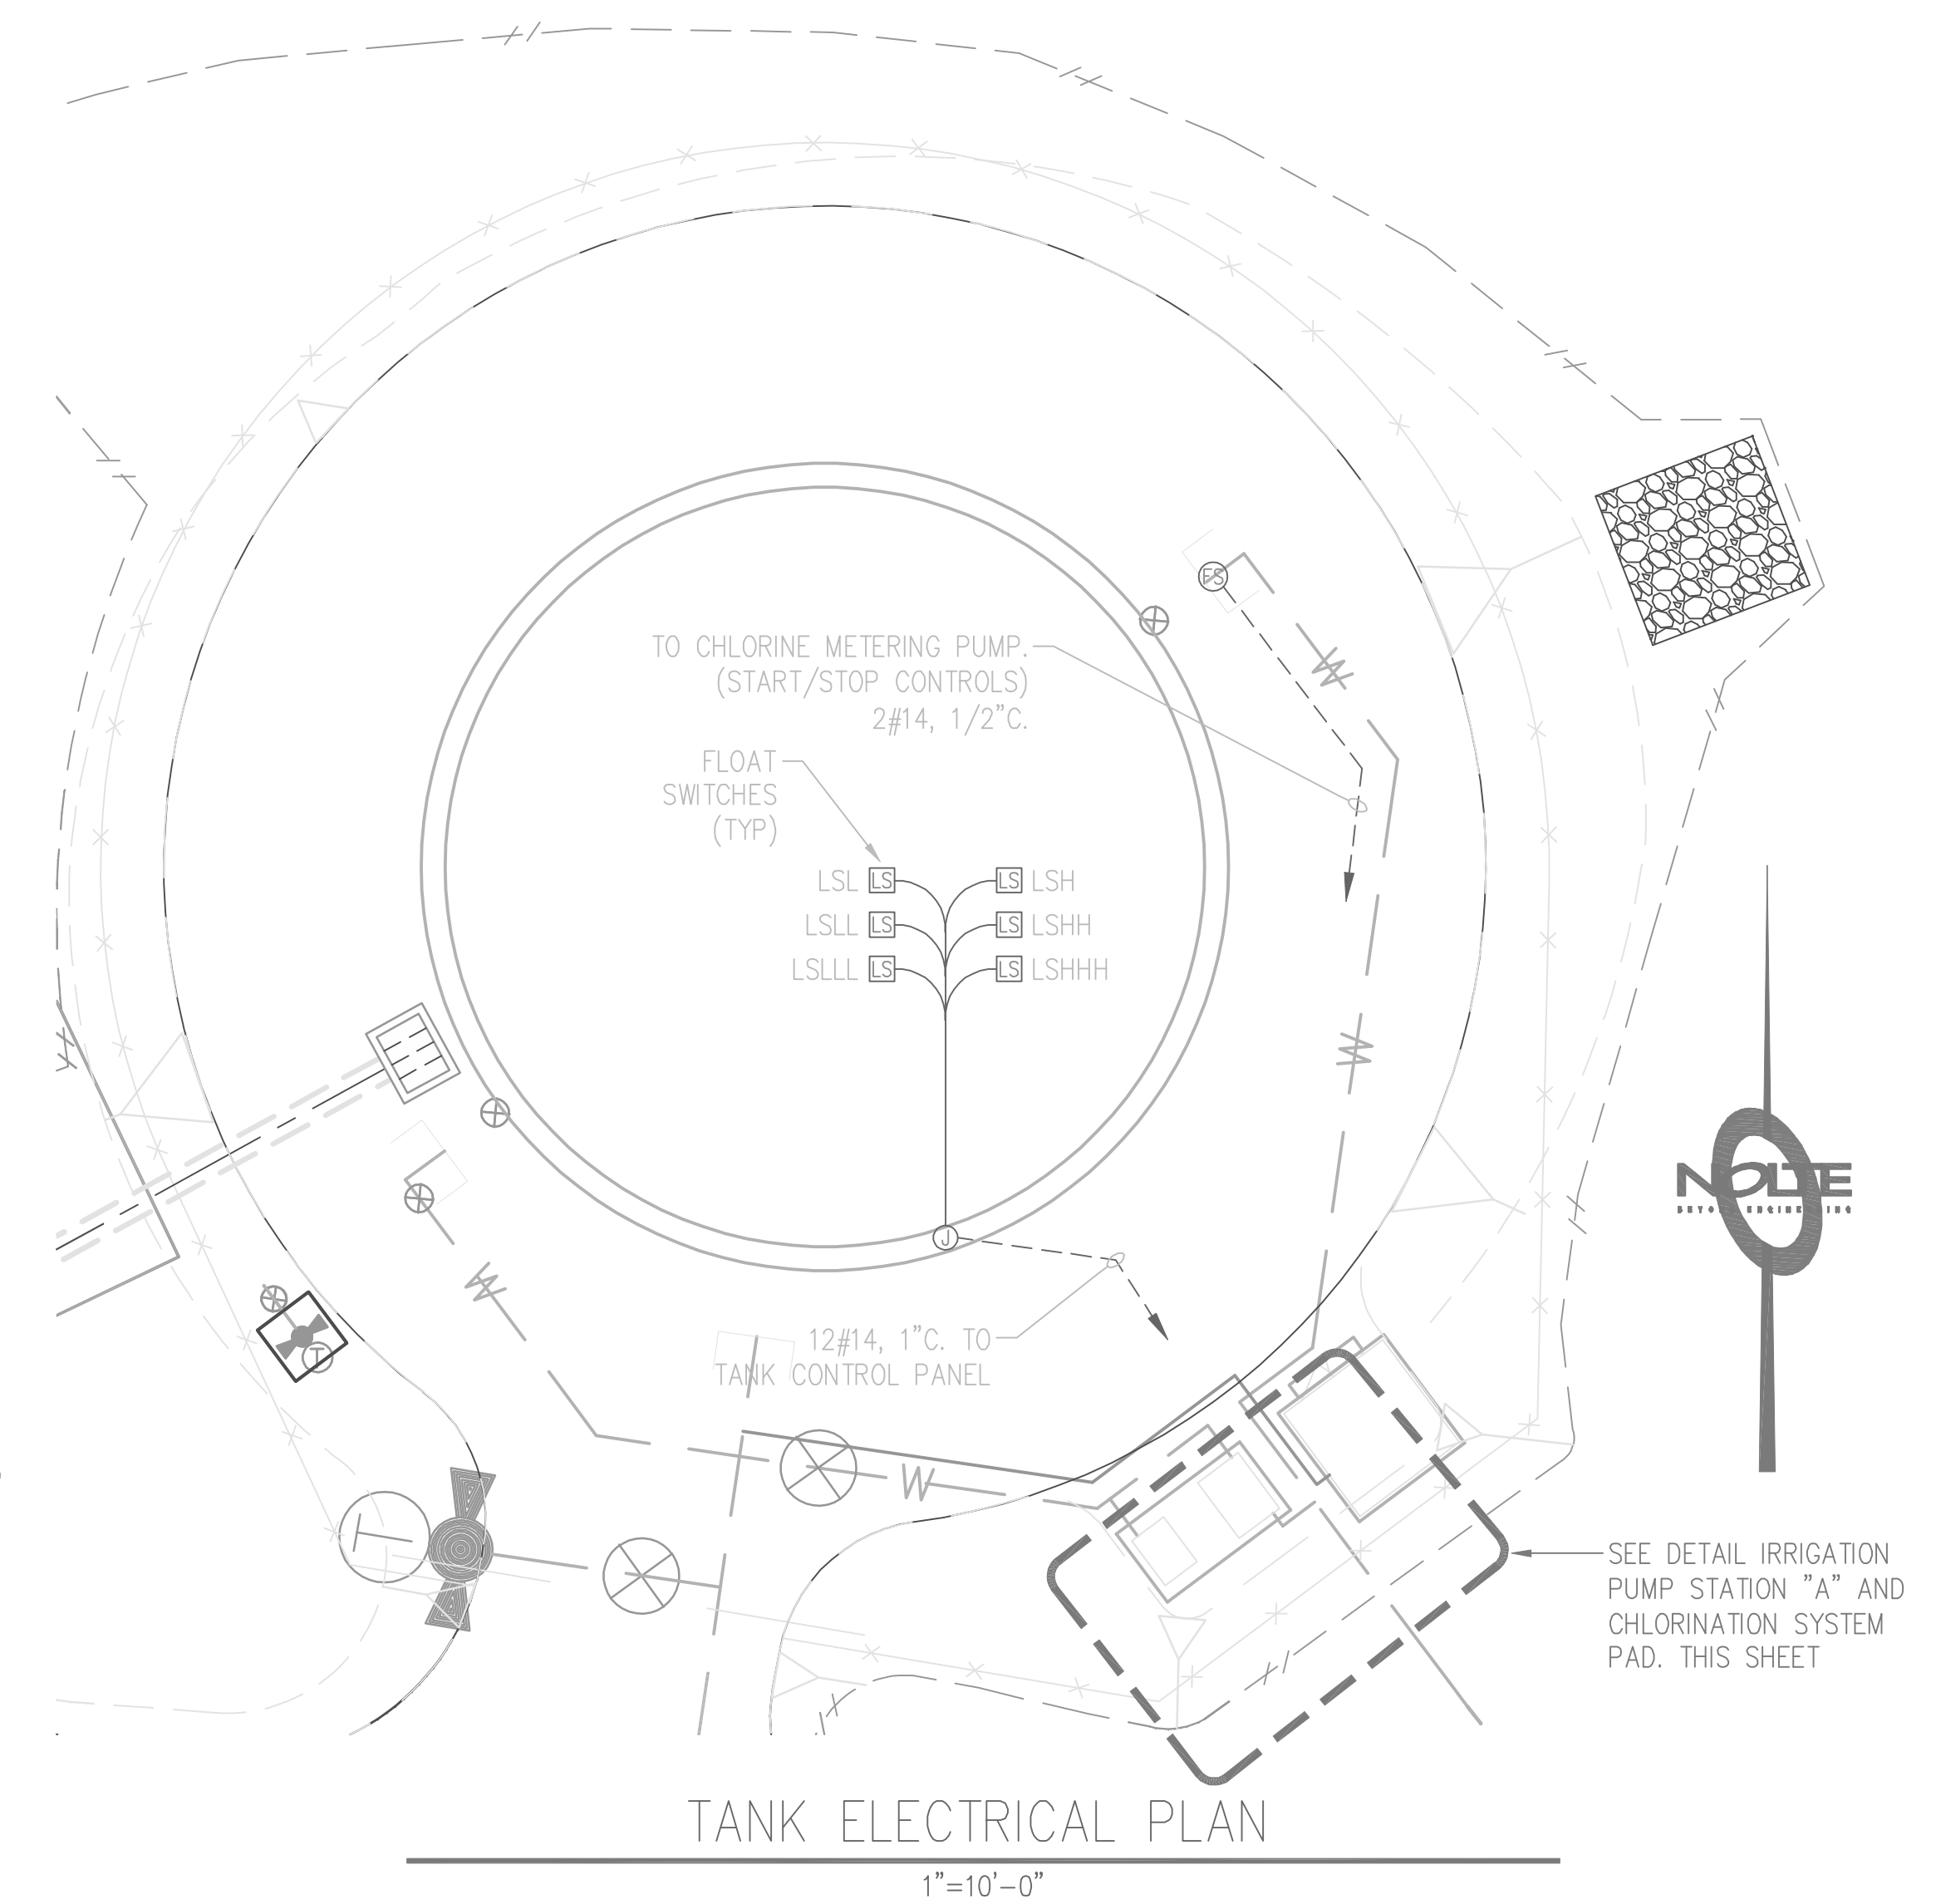 FS
TO CHLORINE METERING PUMP.
(START/STOP CONTROLS)
2#14, 1/2"C.
W
FLOAT
SWITCHES
(TYP)
LSL LS LS LSH
LSLL LS LS LSHH
LSLLL LS LS LSHHH
W
NOLTE
J
W
12#14, 1"C. TO
TANK CONTROL PANEL
T
W
T
SEE DETAIL IRRIGATION
PUMP STATION "A" AND
CHLORINATION SYSTEM
PAD. THIS SHEET
TANK ELECTRICAL PLAN
1"=10'-0"